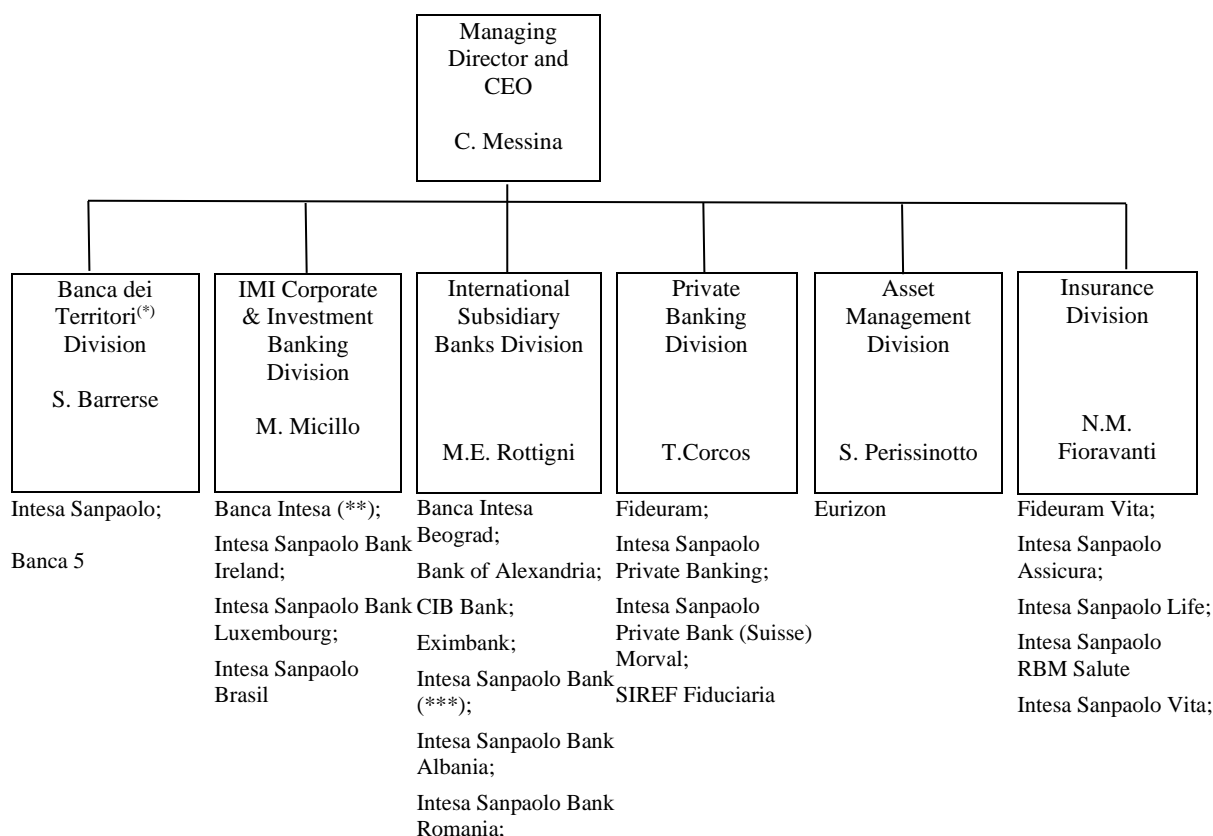 Managing
Director and
CEO
C. Messina
Banca dei
Territori(*)
Division
S. Barrerse
IMI Corporate
& Investment
Banking
Division
M. Micillo
International
Subsidiary
Banks Division
M.E. Rottigni
Private
Banking
Division
T.Corcos
Asset
Management
Division
S. Perissinotto
Insurance
Division
N.M.
Fioravanti
Intesa Sanpaolo;
Banca 5
Banca Intesa (**);
Intesa Sanpaolo Bank
Ireland;
Intesa Sanpaolo Bank
Luxembourg;
Intesa Sanpaolo
Brasil
Banca Intesa
Beograd;
Bank of Alexandria;
CIB Bank;
Eximbank;
Intesa Sanpaolo Bank
(***);
Intesa Sanpaolo Bank
Albania;
Intesa Sanpaolo Bank
Romania;
Fideuram;
Intesa Sanpaolo
Private Banking;
Intesa Sanpaolo
Private Bank (Suisse)
Morval;
SIREF Fiduciaria
Eurizon
Fideuram Vita;
Intesa Sanpaolo
Assicura;
Intesa Sanpaolo Life;
Intesa Sanpaolo
RBM Salute
Intesa Sanpaolo Vita;